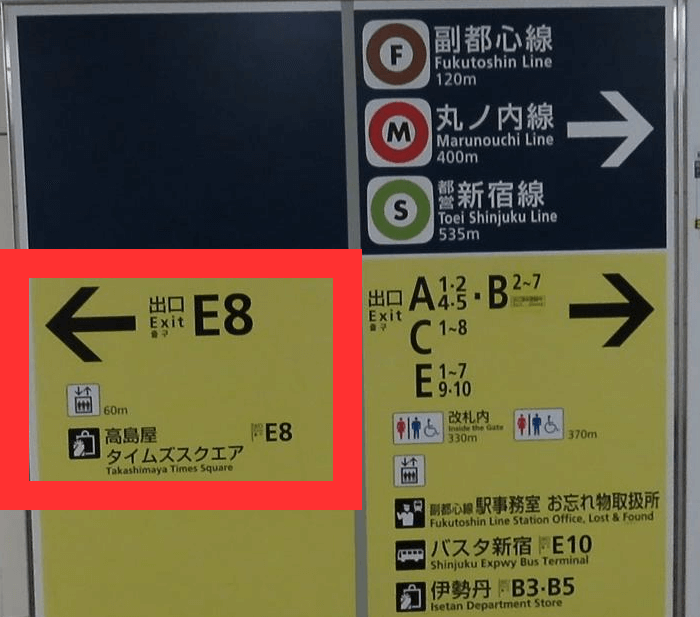 F 副都心線
Fukutoshin Line
120m
M 丸ノ内線
Marunouchi Line
400m
S 都営新宿線
Toei Shinjuku Line
535m
出口 E8
Exit
출구
60m
高島屋 E8
タイムズスクエア
Takashimaya Times Square
出口 A 1·2 4·5 · B 2~7
Exit
출구
C 1~8
E 1~7 9·10
改札内
Inside the Gate
330m
370m
副都心線 駅事務室 お忘れ物取扱所
Fukutoshin Line Station Office, Lost & Found
バスタ新宿 E10
Shinjuku Expwy Bus Terminal
伊勢丹 B3·B5
Isetan Department Store